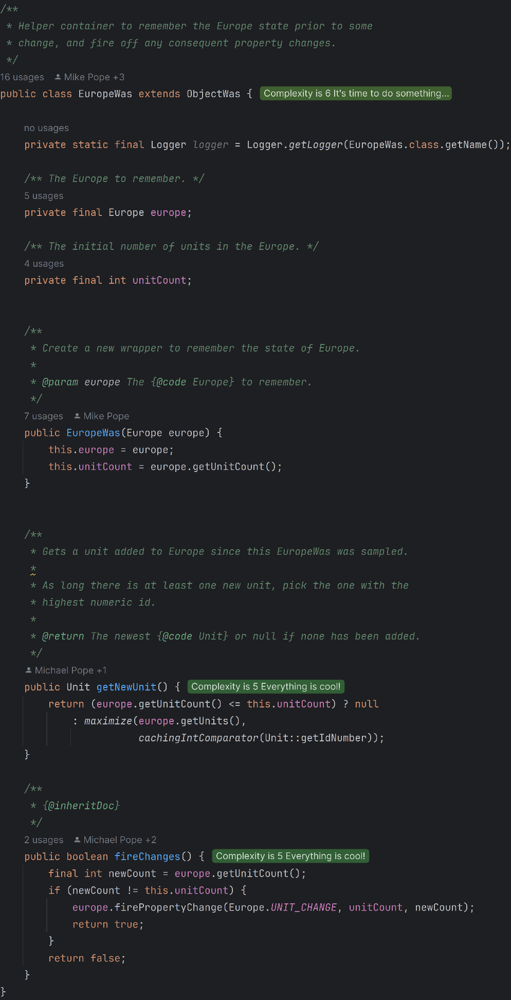 /**
 * Helper container to remember the Europe state prior to some
 * change, and fire off any consequent property changes.
 */
16 usages Mike Pope +3
public class EuropeWas extends ObjectWas { Complexity is 6 It's time to do something...
no usages
private static final Logger logger = Logger.getLogger(EuropeWas.class.getName());
/** The Europe to remember. */
5 usages
private final Europe europe;
/** The initial number of units in the Europe. */
4 usages
private final int unitCount;
/**
 * Create a new wrapper to remember the state of Europe.
 *
 * @param europe The {@code Europe} to remember.
 */
7 usages Mike Pope
public EuropeWas(Europe europe) {
this.europe = europe;
this.unitCount = europe.getUnitCount();
}
/**
 * Gets a unit added to Europe since this EuropeWas was sampled.
 *
 * As long there is at least one new unit, pick the one with the
 * highest numeric id.
 *
 * @return The newest {@code Unit} or null if none has been added.
 */
Michael Pope +1
public Unit getNewUnit() { Complexity is 5 Everything is cool!
return (europe.getUnitCount() <= this.unitCount) ? null
: maximize(europe.getUnits(),
cachingIntComparator(Unit::getIdNumber));
}
/**
 * {@inheritDoc}
 */
2 usages Michael Pope +2
public boolean fireChanges() { Complexity is 5 Everything is cool!
final int newCount = europe.getUnitCount();
if (newCount != this.unitCount) {
europe.firePropertyChange(Europe.UNIT_CHANGE, unitCount, newCount);
return true;
}
return false;
}
}